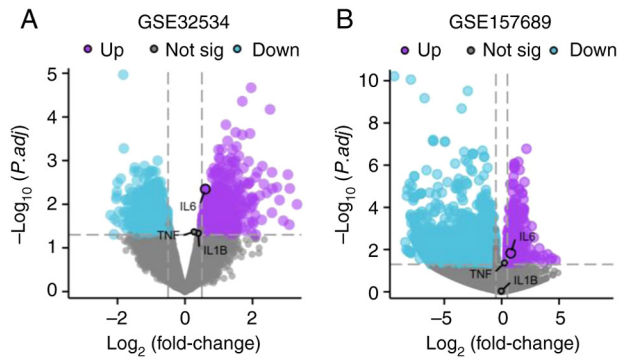 A
GSE32534
Up Not sig Down
–Log10 (P.adj)
5
4
3
2
1
0
IL6
TNF
IL1B
–2 0 2
Log2 (fold-change)
B
GSE157689
Up Not sig Down
–Log10 (P.adj)
10
8
6
4
2
0
IL6
TNF
IL1B
–5 0 5
Log2 (fold-change)